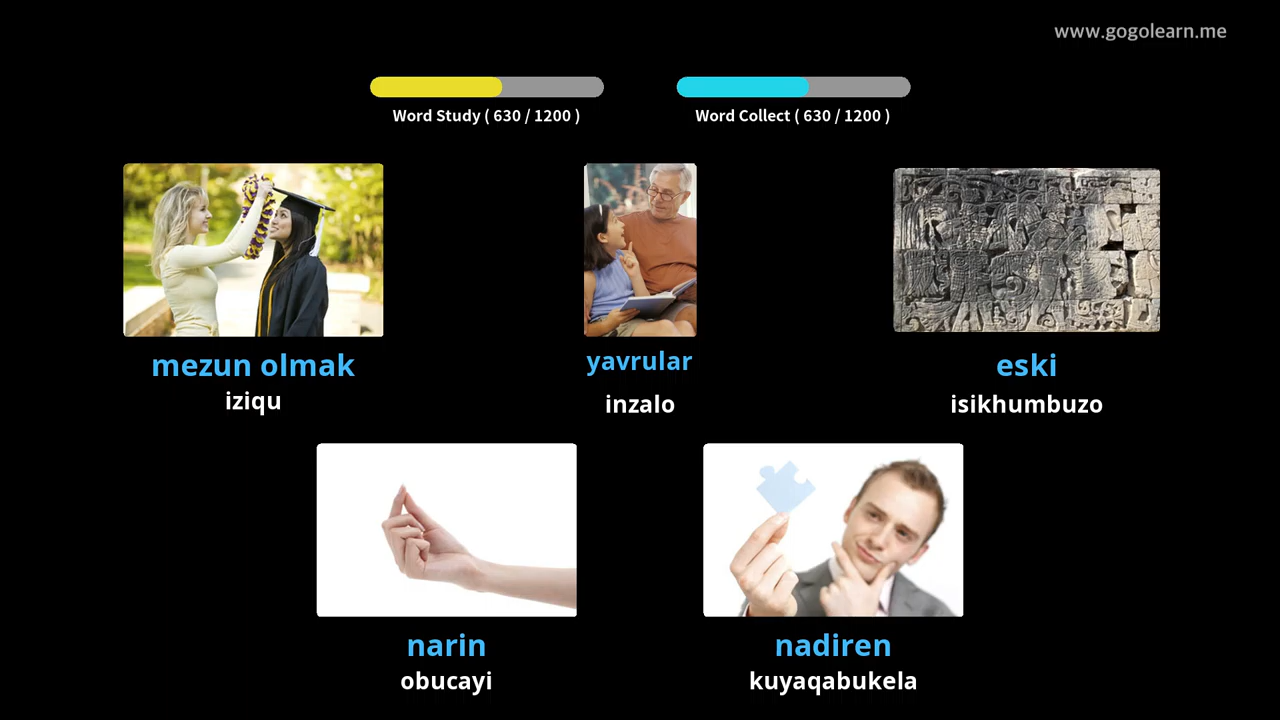 www.gogolearn.me
Word Study ( 630 / 1200 )
Word Collect ( 630 / 1200 )
mezun olmak
iziqu
yavrular
inzalo
eski
isikhumbuzo
narin
obucayi
nadiren
kuyaqabukela